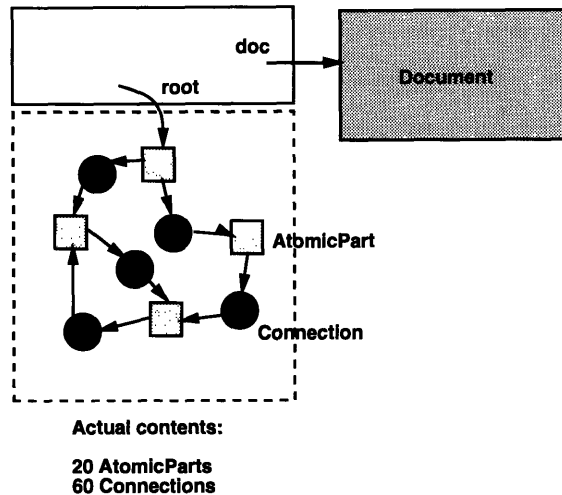 doc
Document
root
AtomicPart
Connection
Actual contents:
20 AtomicParts
60 Connections